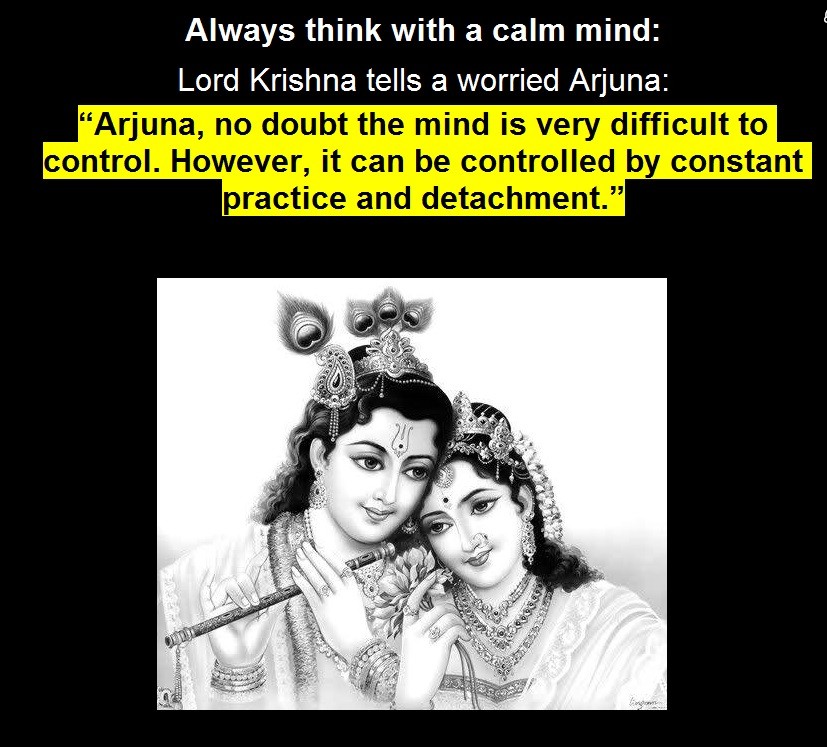 Always think with a calm mind:
Lord Krishna tells a worried Arjuna:
“Arjuna, no doubt the mind is very difficult to
control. However, it can be controlled by constant
practice and detachment.”